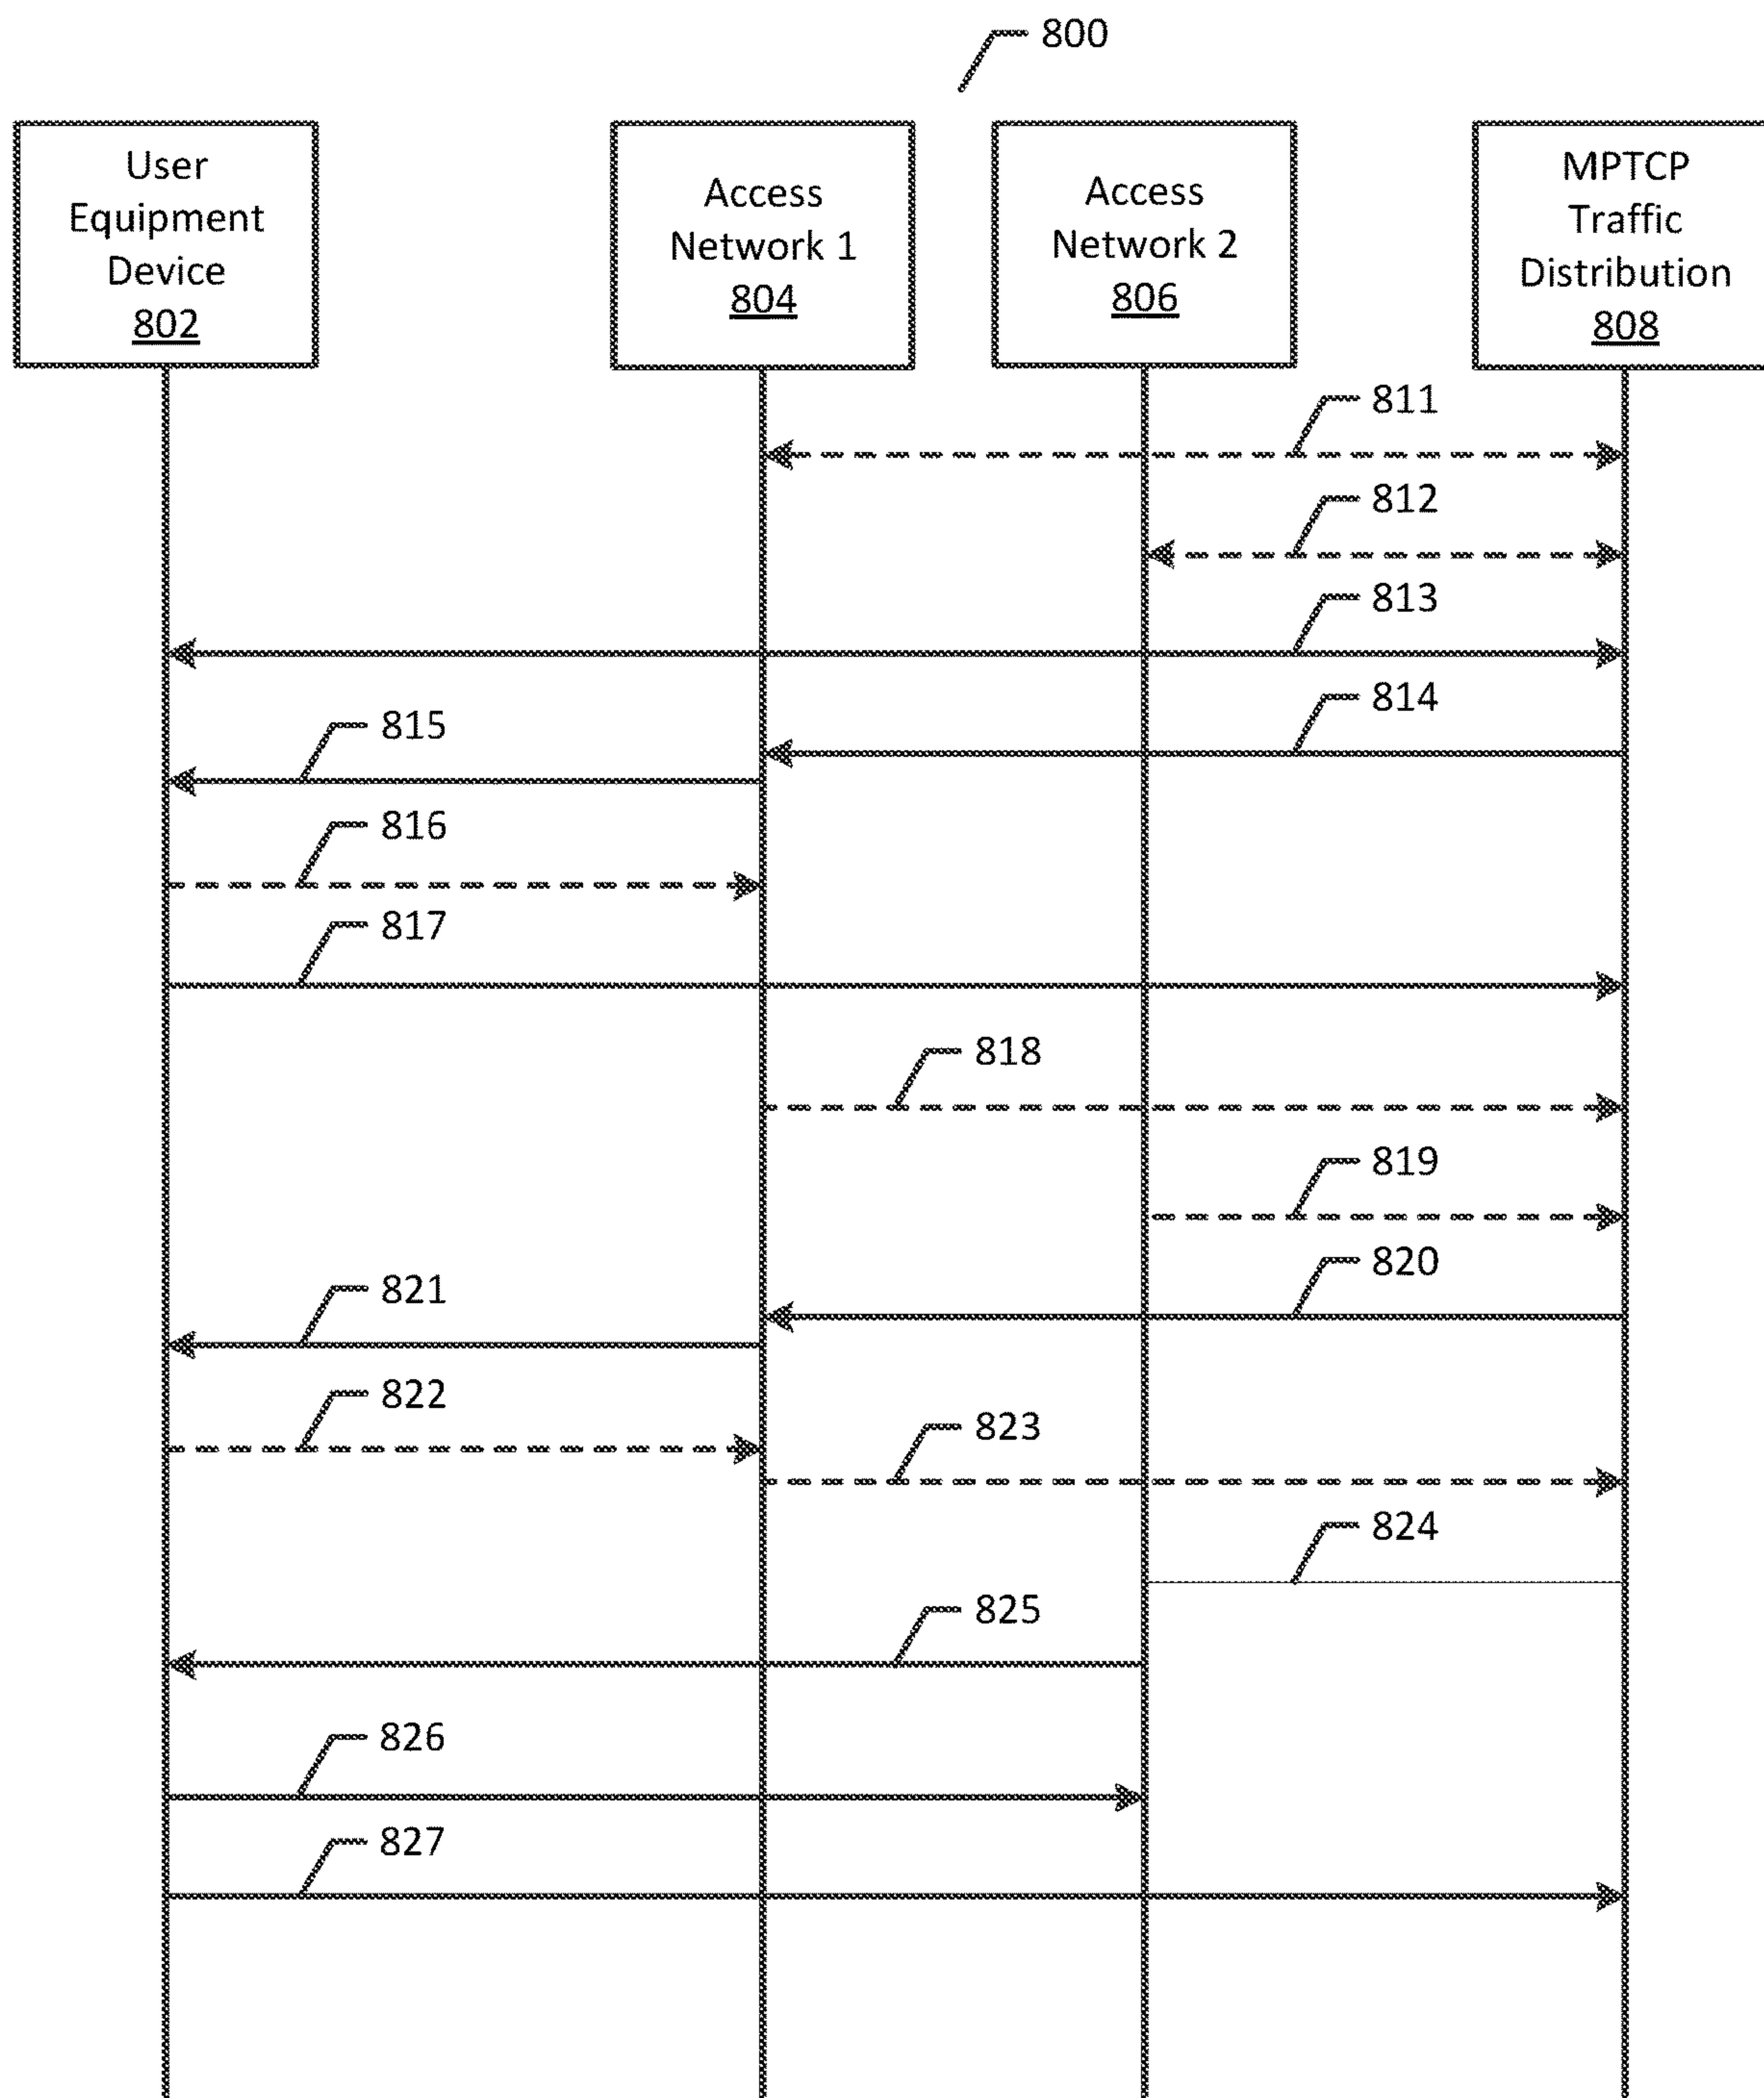 800
User
Equipment
Device
802
Access
Network 1
804
Access
Network 2
806
MPTCP
Traffic
Distribution
808
811
812
813
814
815
816
817
818
819
820
821
822
823
824
825
826
827